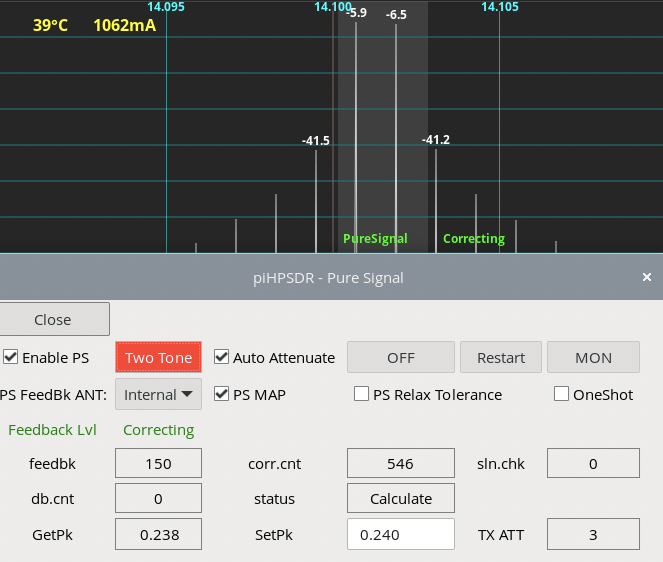 14.095 14.100 14.105
39°C 1062mA -5.9 -6.5
-41.5 -41.2
PureSignal Correcting
piHPSDR - Pure Signal ×
Close
Enable PS Two Tone Auto Attenuate OFF Restart MON
PS FeedBk ANT: Internal PS MAP PS Relax Tolerance OneShot
Feedback Lvl Correcting
feedbk 150 corr.cnt 546 sln.chk 0
db.cnt 0 status Calculate
GetPk 0.238 SetPk 0.240 TX ATT 3